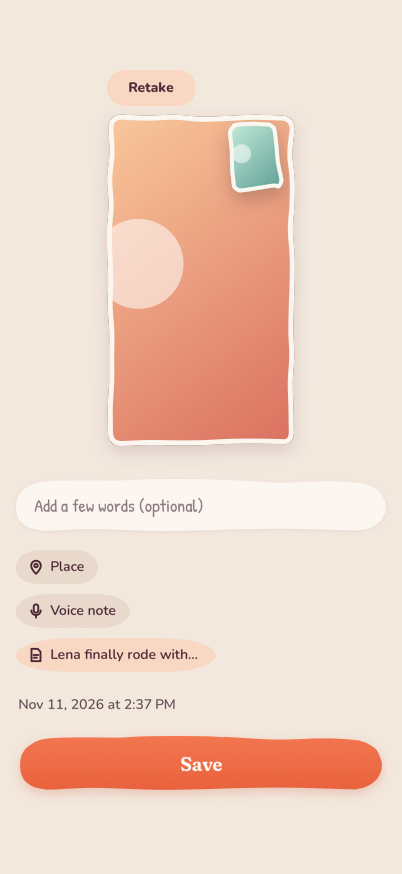 Retake
Add a few words (optional)
Place
Voice note
Lena finally rode with...
Nov 11, 2026 at 2:37 PM
Save